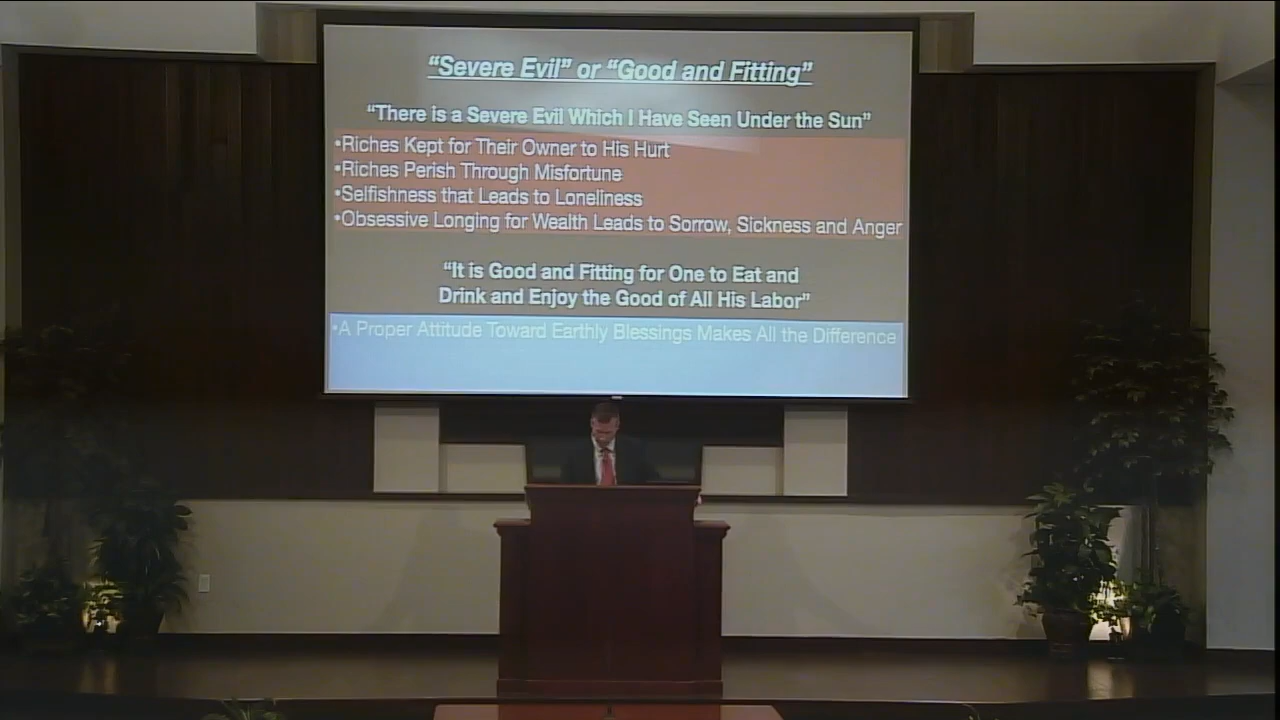 “Severe Evil” or “Good and Fitting”
“There is a Severe Evil Which I Have Seen Under the Sun”
•Riches Kept for Their Owner to His Hurt
•Riches Perish Through Misfortune
•Selfishness that Leads to Loneliness
•Obsessive Longing for Wealth Leads to Sorrow, Sickness and Anger
“It is Good and Fitting for One to Eat and
Drink and Enjoy the Good of All His Labor”
•A Proper Attitude Toward Earthly Blessings Makes All the Difference